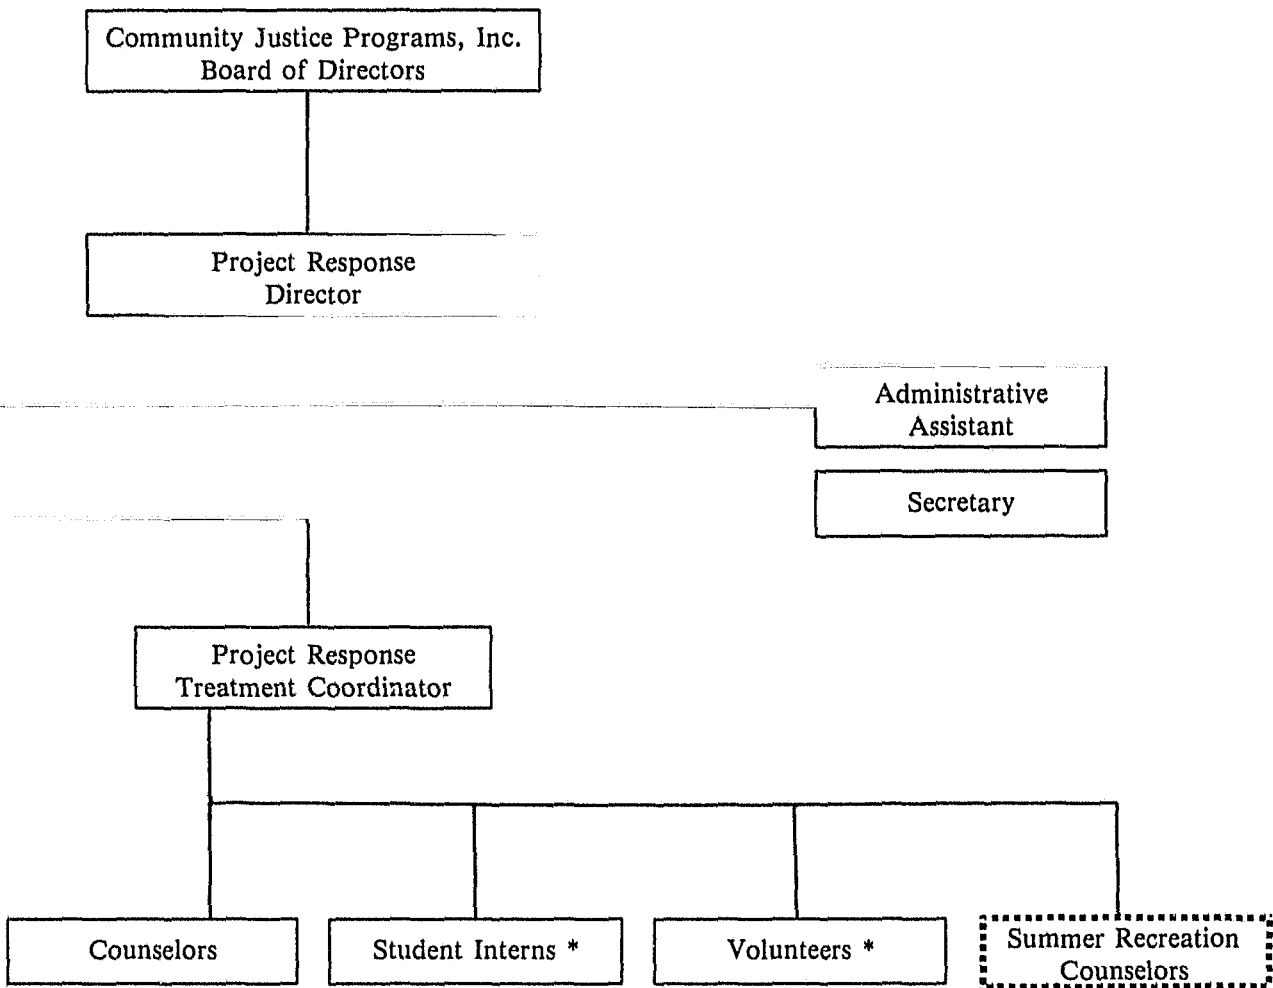 Community Justice Programs, Inc.
Board of Directors
Project Response
Director
Administrative
Assistant
Secretary
Project Response
Treatment Coordinator
Counselors
Student Interns *
Volunteers *
Summer Recreation
Counselors